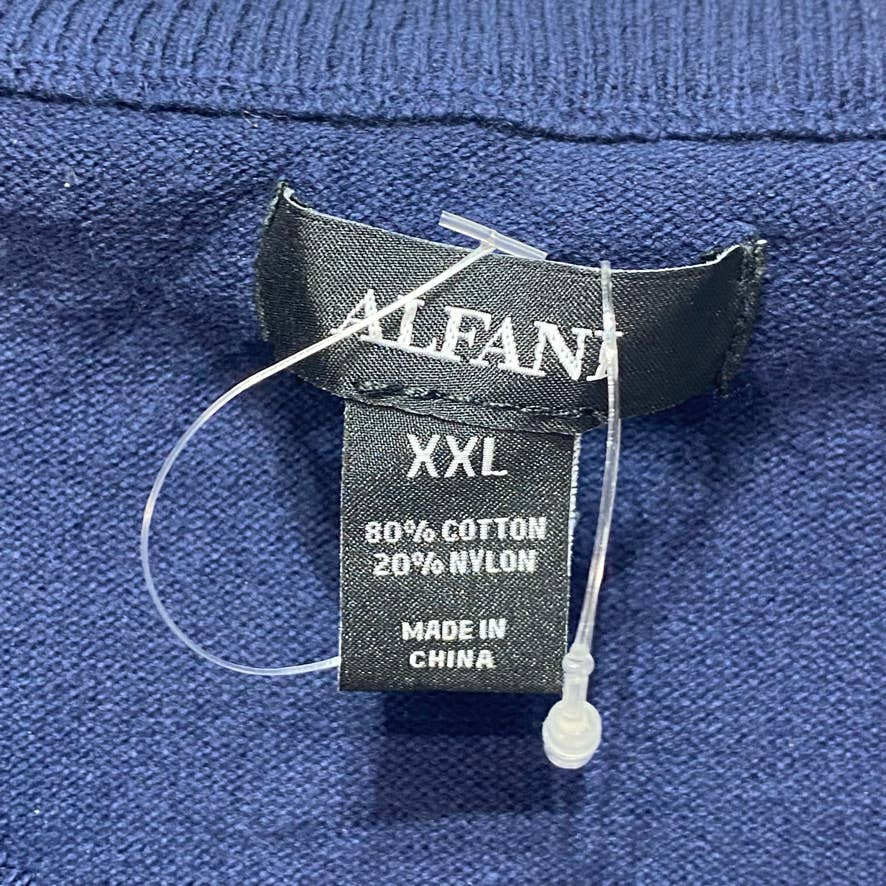 ALFANI
XXL
80% COTTON
20% NYLON
MADE IN
CHINA